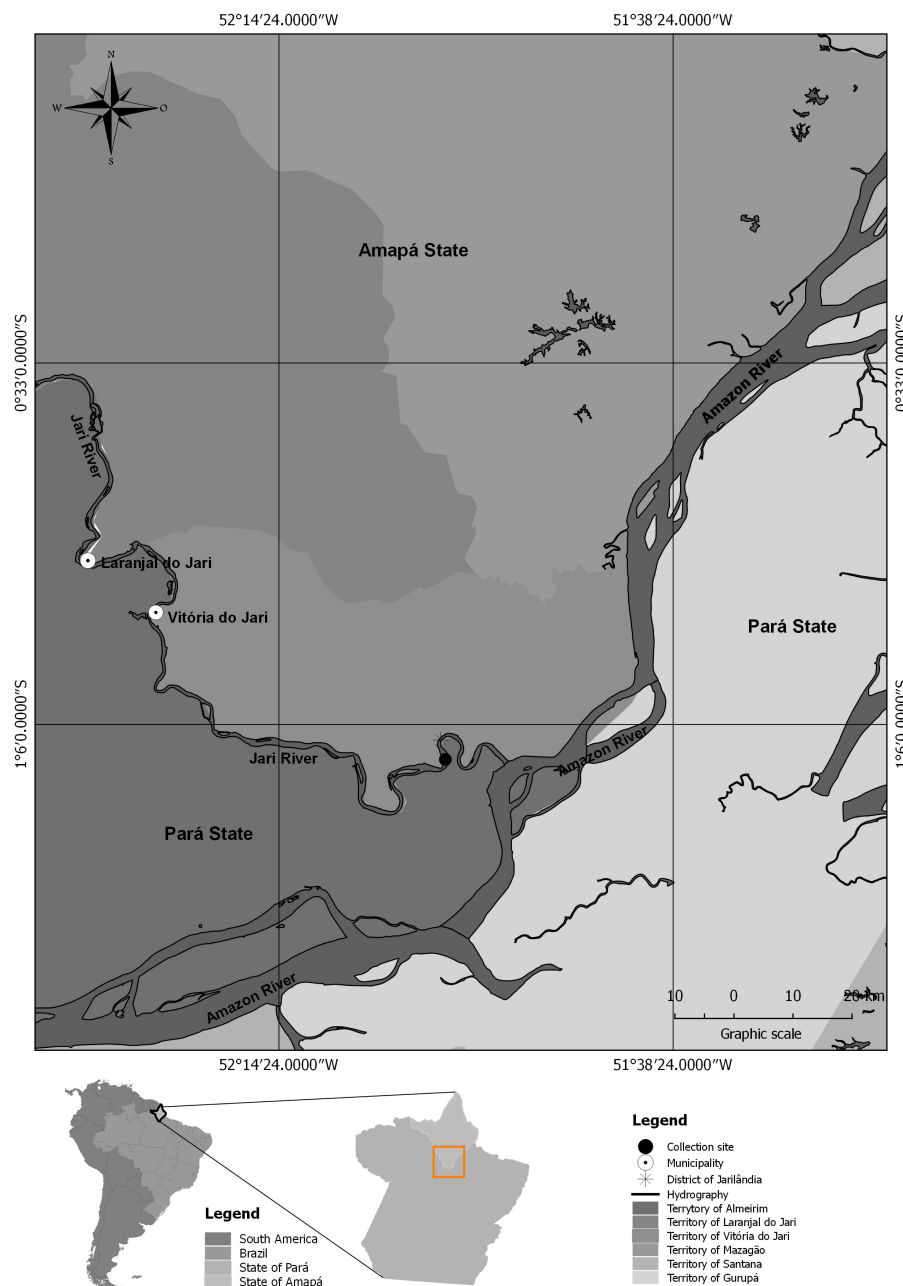 52°14′24.0000″W
51°38′24.0000″W
N
W
O
S
Amapá State
0°33′0.0000″S
0°33′0.0000″S
Amazon River
Jari River
Laranjal do Jari
Vitória do Jari
Pará State
1°6′0.0000″S
1°6′0.0000″S
Jari River
Amazon River
Pará State
Amazon River
10
0
10
20 km
Graphic scale
52°14′24.0000″W
51°38′24.0000″W
Legend
South America
Brazil
State of Pará
State of Amapá
Legend
Collection site
Municipality
District of Jarilândia
Hydrography
Terrytory of Almeirim
Territory of Laranjal do Jari
Territory of Vitória do Jari
Territory of Mazagão
Territory of Santana
Territory of Gurupá